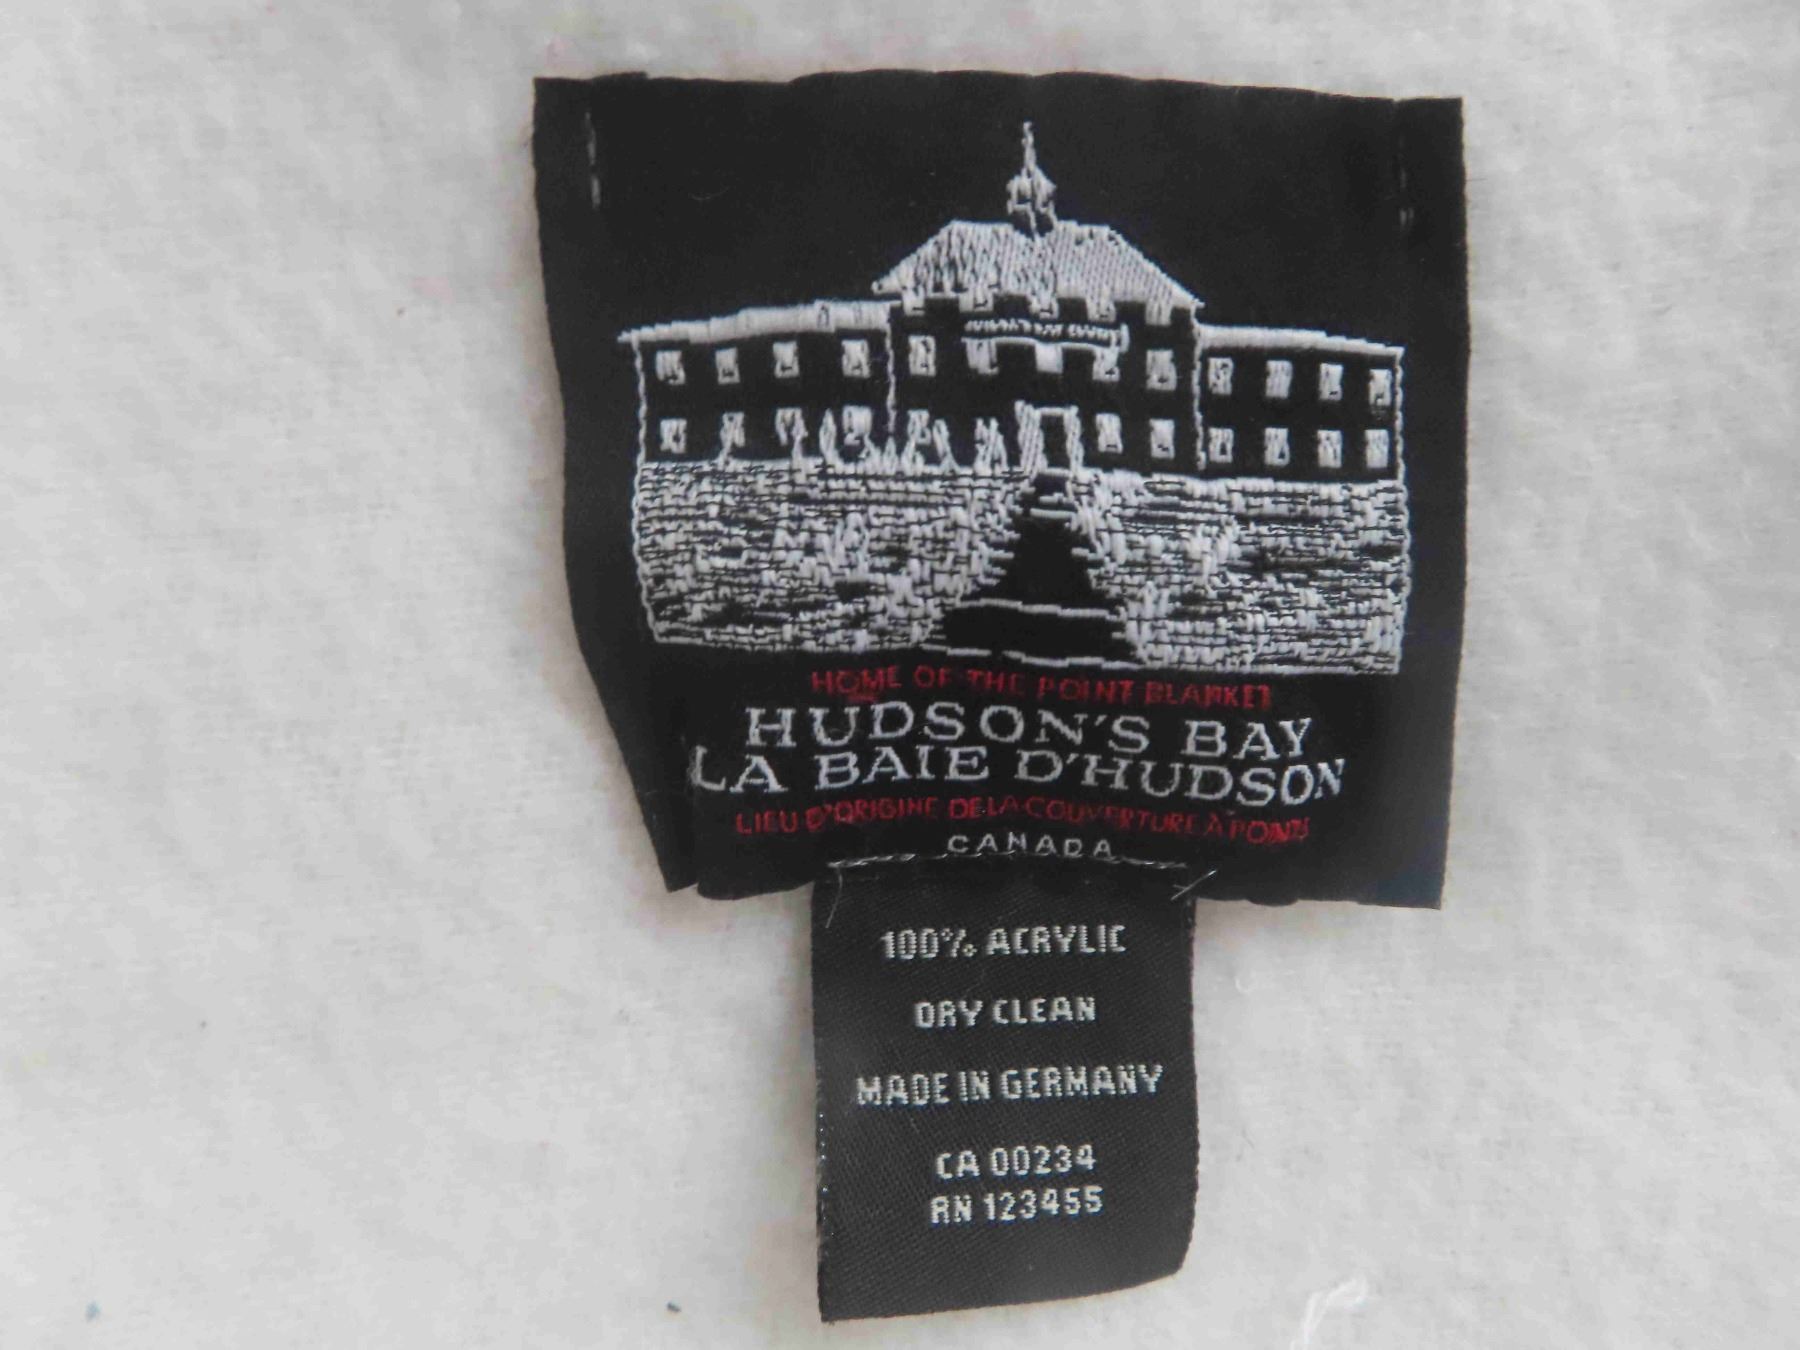 HOME OF THE POINT BLANKET
HUDSON'S BAY
LA BAIE D'HUDSON
LIEU D'ORIGINE DE LA COUVERTURE À POINTS
CANADA
100% ACRYLIC
DRY CLEAN
MADE IN GERMANY
CA 00234
RN 123455